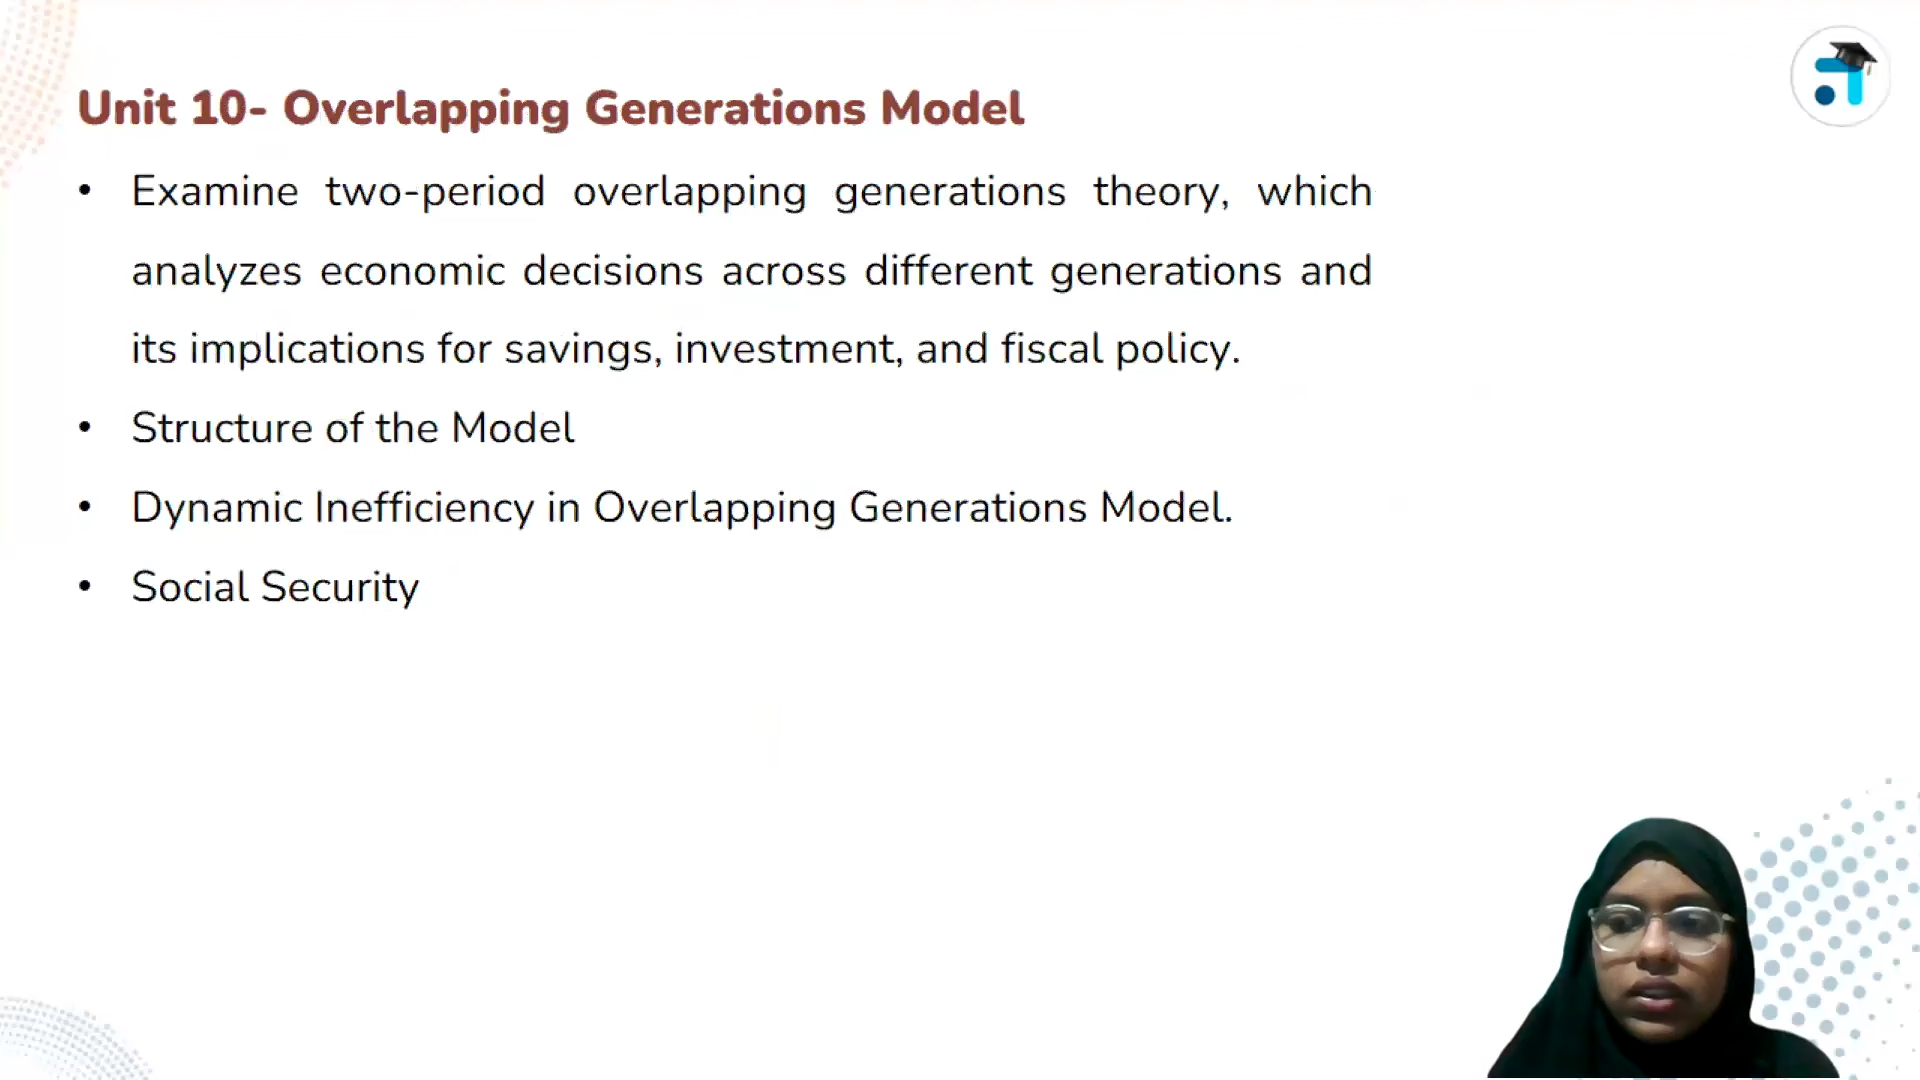 Unit 10- Overlapping Generations Model
• Examine two-period overlapping generations theory, which
analyzes economic decisions across different generations and
its implications for savings, investment, and fiscal policy.
• Structure of the Model
• Dynamic Inefficiency in Overlapping Generations Model.
• Social Security